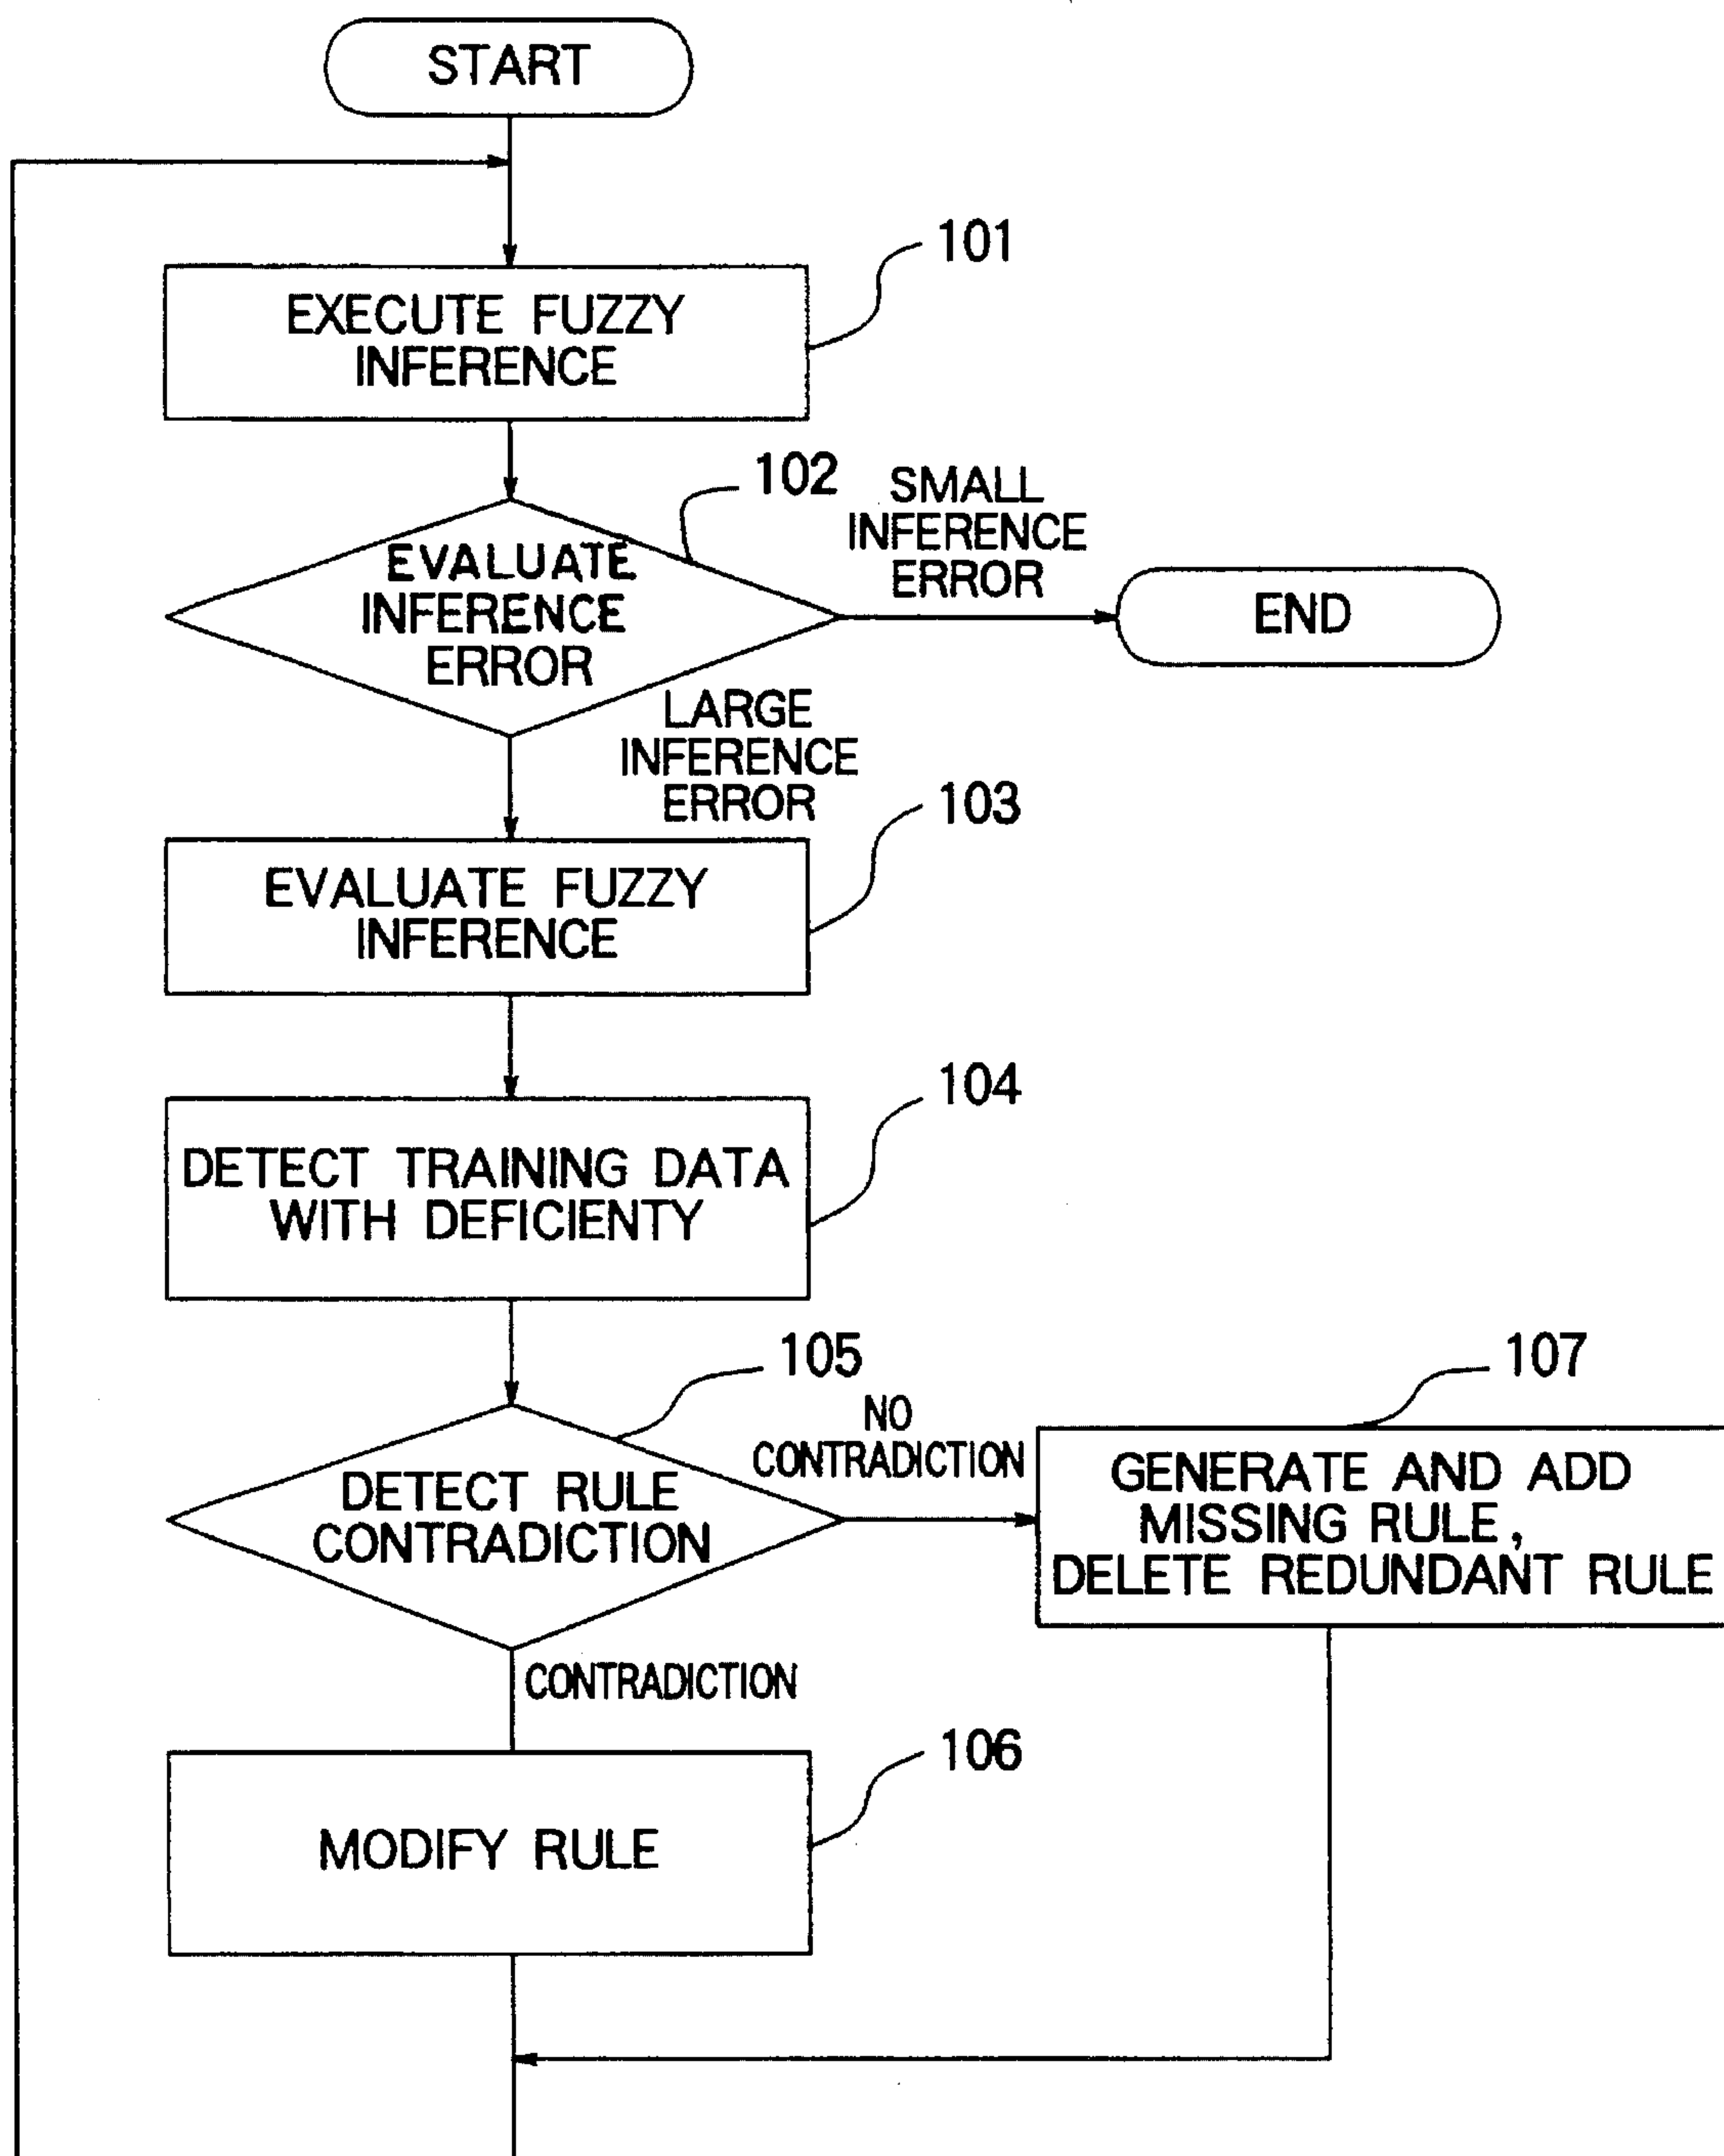 START
101
EXECUTE FUZZY
INFERENCE
102
SMALL
INFERENCE
ERROR
EVALUATE
INFERENCE
ERROR
END
LARGE
INFERENCE
ERROR
103
EVALUATE FUZZY
INFERENCE
104
DETECT TRAINING DATA
WITH DEFICIENTY
105
NO
CONTRADICTION
107
DETECT RULE
CONTRADICTION
GENERATE AND ADD
MISSING RULE,
DELETE REDUNDANT RULE
CONTRADICTION
106
MODIFY RULE